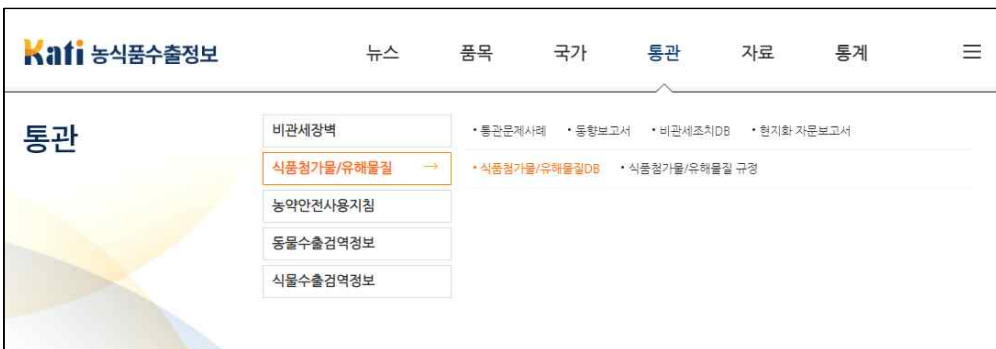 Kati 농식품수출정보 뉴스 품목 국가 통관 자료 통계
통관
비관세장벽 • 통관문제사례 • 동향보고서 • 비관세조치DB • 현지화 자문보고서
식품첨가물/유해물질 → • 식품첨가물/유해물질DB • 식품첨가물/유해물질 규정
농약안전사용지침
동물수출검역정보
식물수출검역정보